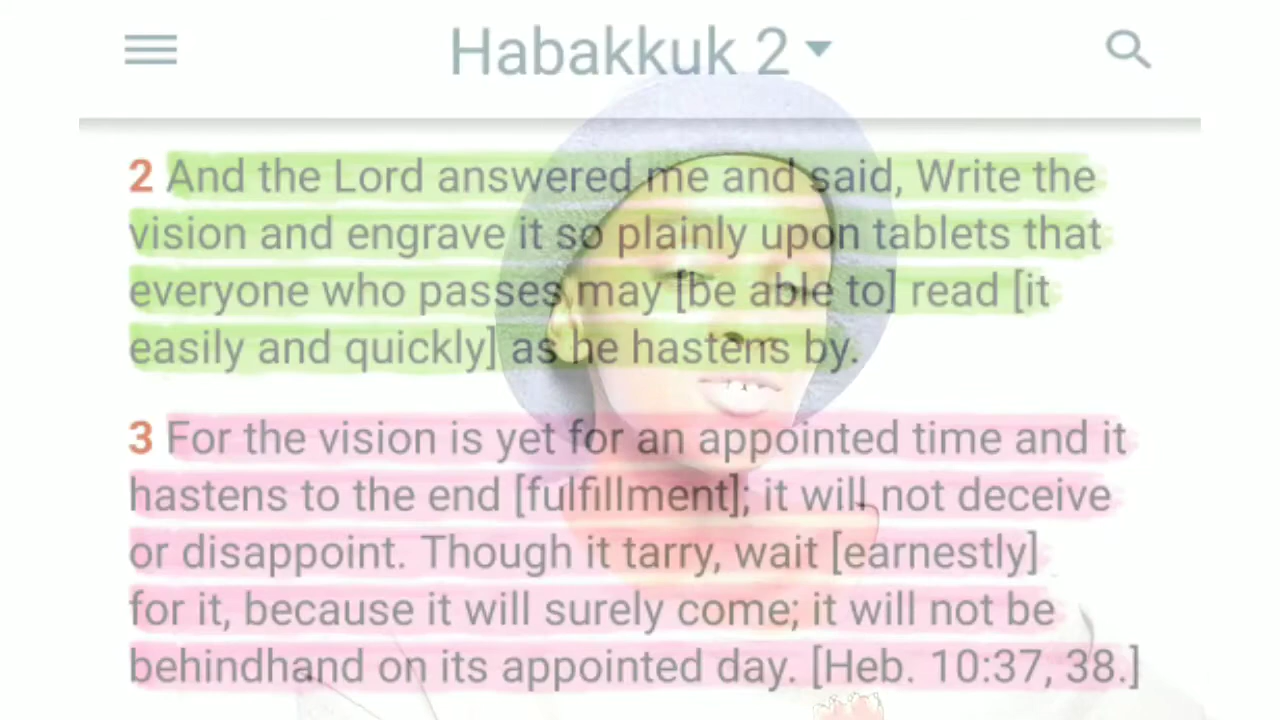 Habakkuk 2
2 And the Lord answered me and said, Write the
vision and engrave it so plainly upon tablets that
everyone who passes may [be able to] read [it
easily and quickly] as he hastens by.
3 For the vision is yet for an appointed time and it
hastens to the end [fulfillment]; it will not deceive
or disappoint. Though it tarry, wait [earnestly]
for it, because it will surely come; it will not be
behindhand on its appointed day. [Heb. 10:37, 38.]